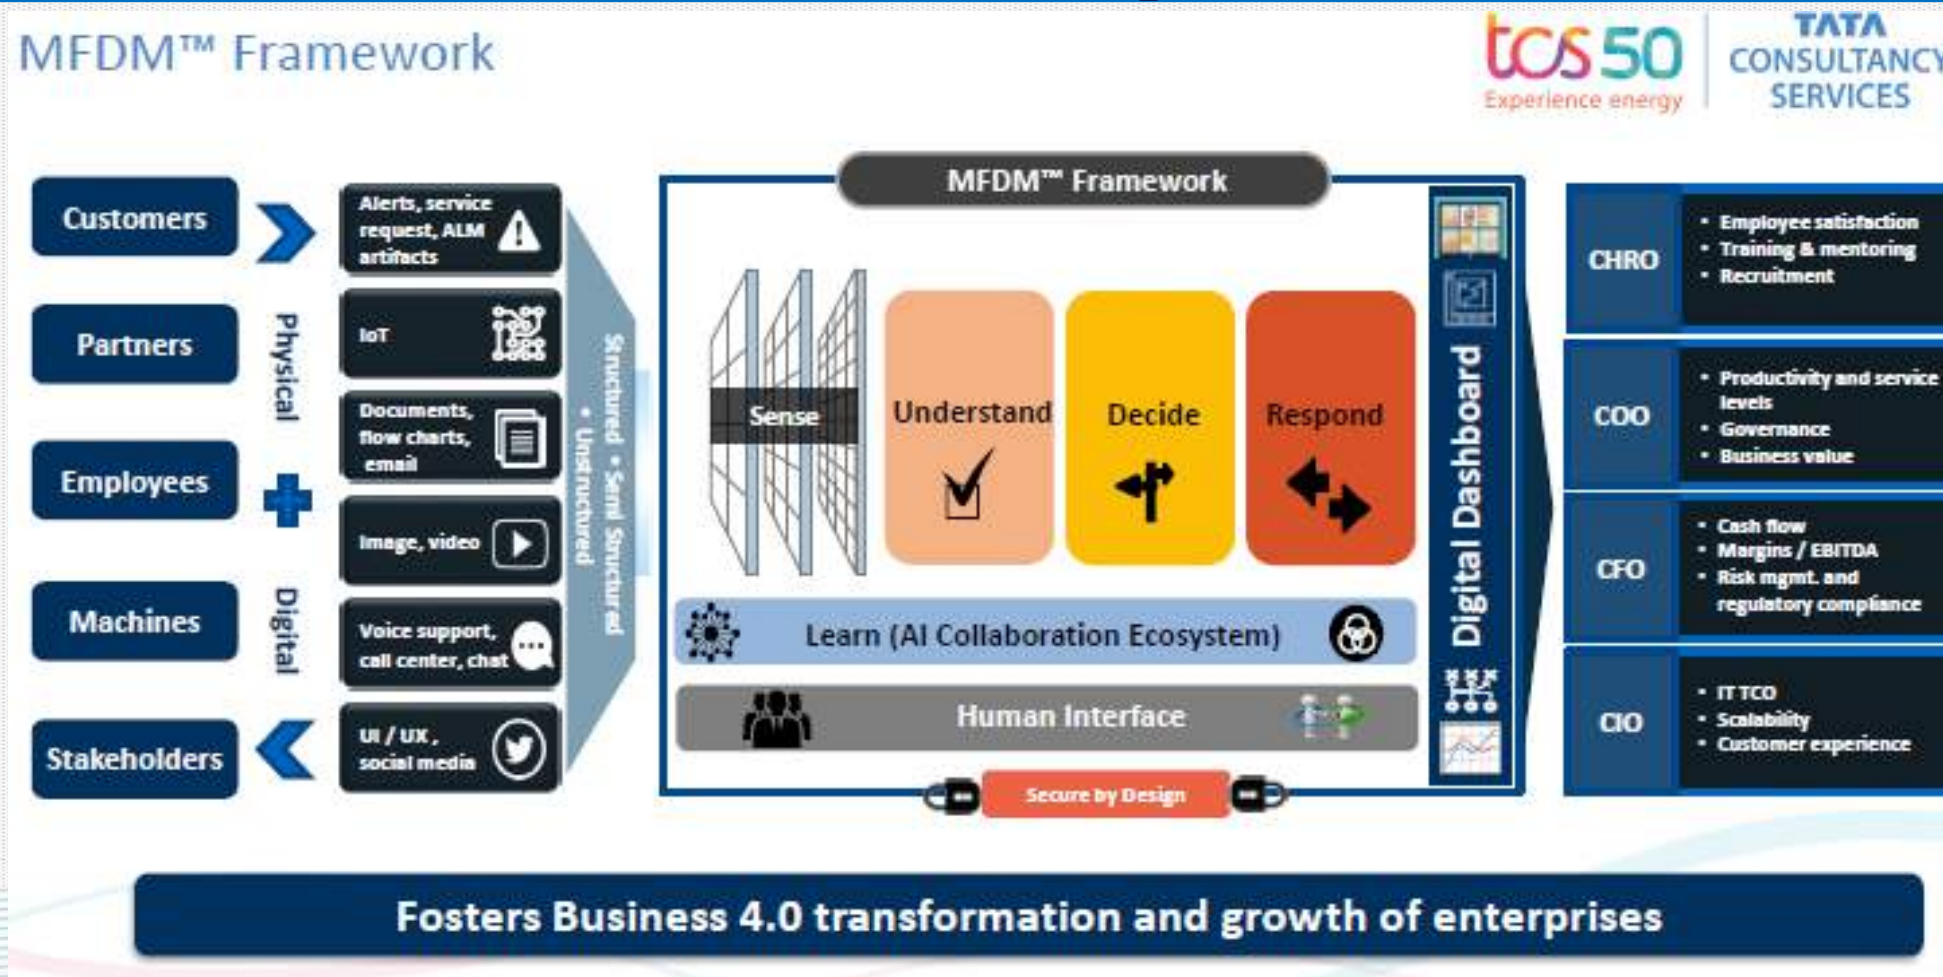 MFDM™ Framework
tcs 50
Experience energy
TATA
CONSULTANCY
SERVICES
Customers
Partners
Employees
Machines
Stakeholders
Physical
Digital
Alerts, service
request, ALM
artifacts
IoT
Documents,
flow charts,
email
Image, video
Voice support,
call center, chat
UI / UX ,
social media
Structured • Semi Structured
• Unstructured
MFDM™ Framework
Sense
Understand
Decide
Respond
Learn (AI Collaboration Ecosystem)
Human Interface
Secure by Design
Digital Dashboard
CHRO
• Employee satisfaction
• Training & mentoring
• Recruitment
COO
• Productivity and service
levels
• Governance
• Business value
CFO
• Cash flow
• Margins / EBITDA
• Risk mgmt. and
regulatory compliance
CIO
• IT TCO
• Scalability
• Customer experience
Fosters Business 4.0 transformation and growth of enterprises